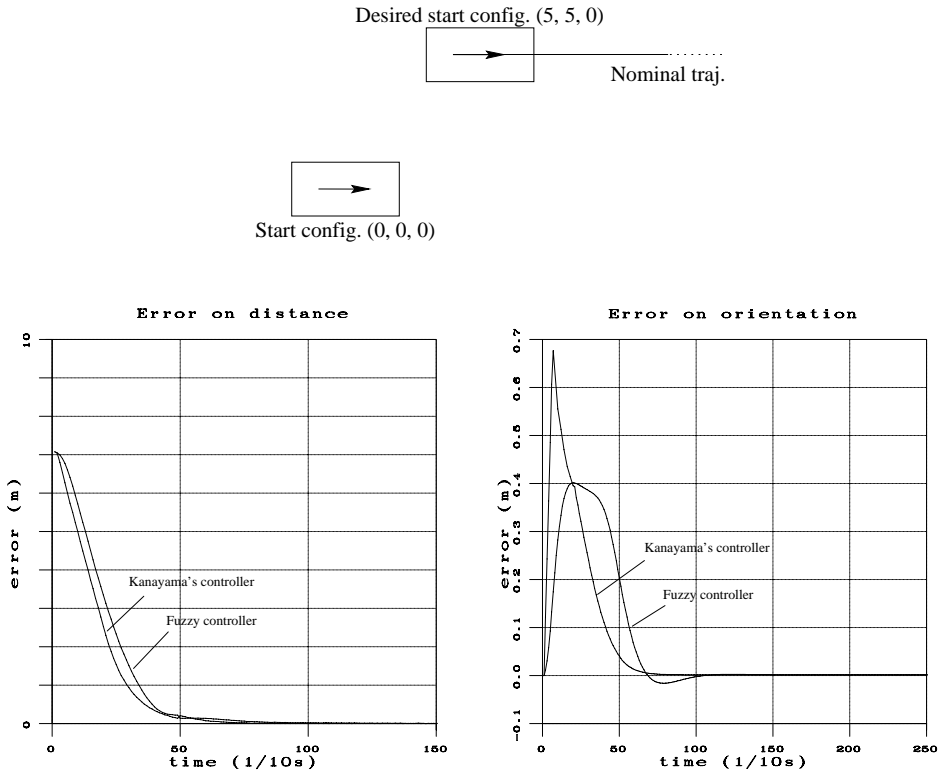 Desired start config. (5, 5, 0)
Nominal traj.
Start config. (0, 0, 0)
Error on distance
10
error (m)
0
Kanayama's controller
Fuzzy controller
0 50 100 150
time (1/10s)
Error on orientation
0.7
0.6
0.5
0.4
0.3
0.2
0.1
0.0
-0.1
error (m)
Kanayama's controller
Fuzzy controller
0 50 100 150 200 250
time (1/10s)